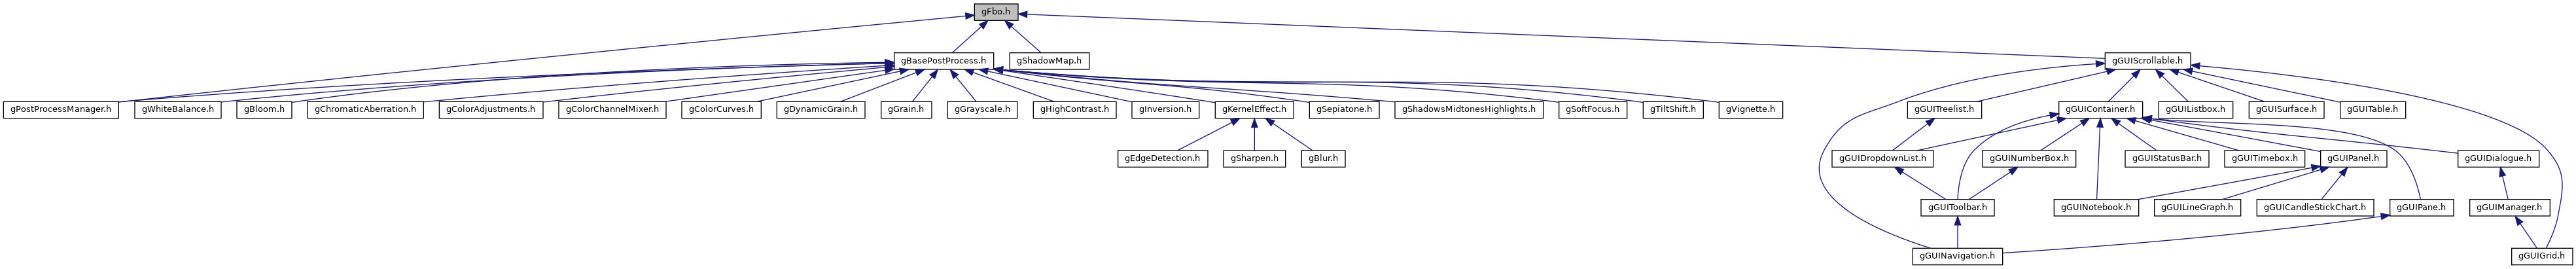 gFbo.h
gBasePostProcess.h
gShadowMap.h
gGUIScrollable.h
gPostProcessManager.h
gWhiteBalance.h
gBloom.h
gChromaticAberration.h
gColorAdjustments.h
gColorChannelMixer.h
gColorCurves.h
gDynamicGrain.h
gGrain.h
gGrayscale.h
gHighContrast.h
gInversion.h
gKernelEffect.h
gSepiatone.h
gShadowsMidtonesHighlights.h
gSoftFocus.h
gTiltShift.h
gVignette.h
gGUITreelist.h
gGUIContainer.h
gGUIListbox.h
gGUISurface.h
gGUITable.h
gEdgeDetection.h
gSharpen.h
gBlur.h
gGUIDropdownList.h
gGUINumberBox.h
gGUIStatusBar.h
gGUITimebox.h
gGUIPanel.h
gGUIDialogue.h
gGUIToolbar.h
gGUINotebook.h
gGUILineGraph.h
gGUICandleStickChart.h
gGUIPane.h
gGUIManager.h
gGUINavigation.h
gGUIGrid.h